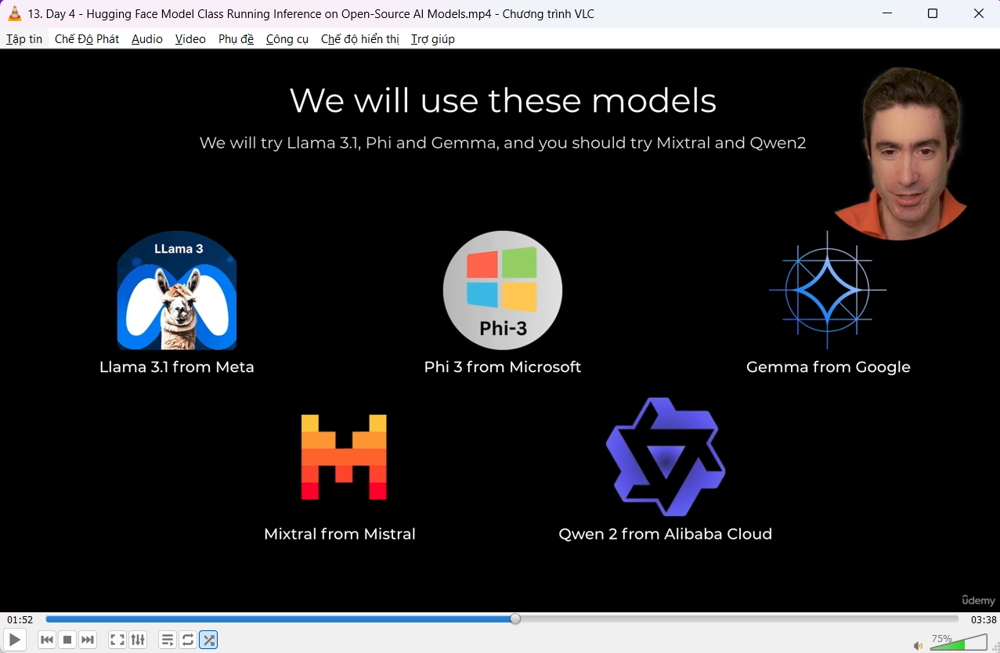 13. Day 4 - Hugging Face Model Class Running Inference on Open-Source AI Models.mp4 - Chương trình VLC
Tập tin Chế Độ Phát Audio Video Phụ đề Công cụ Chế độ hiển thị Trợ giúp
We will use these models
We will try Llama 3.1, Phi and Gemma, and you should try Mixtral and Qwen2
LLama 3
Phi-3
Llama 3.1 from Meta
Phi 3 from Microsoft
Gemma from Google
Mixtral from Mistral
Qwen 2 from Alibaba Cloud
ûdemy
01:52
03:38
75%